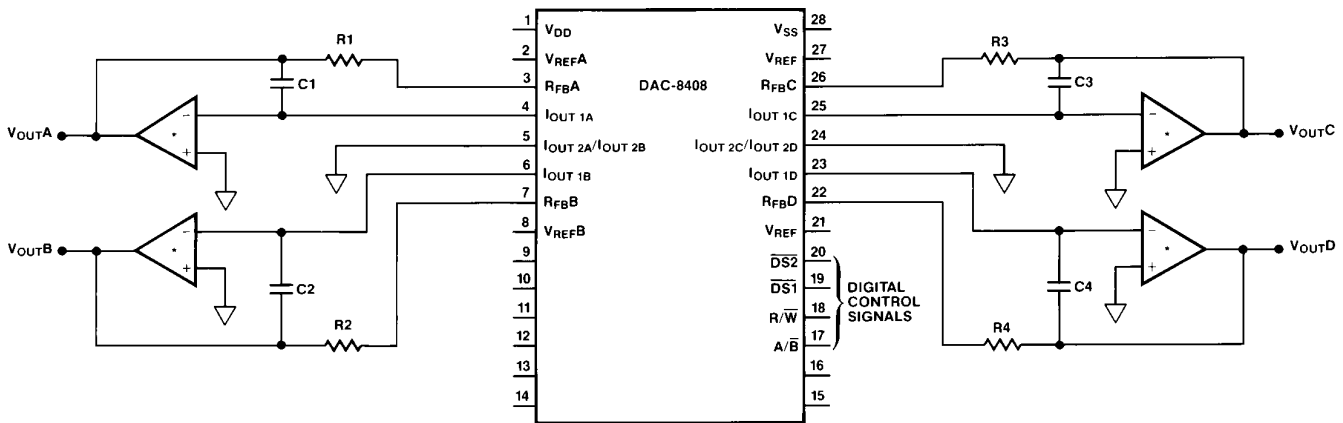 DAC-8408
1 VDD
2 VREFA
3 RFBA
4 IOUT 1A
5 IOUT 2A/IOUT 2B
6 IOUT 1B
7 RFBB
8 VREFB
9
10
11
12
13
14
28 VSS
27 VREF
26 RFBC
25 IOUT 1C
24 IOUT 2C/IOUT 2D
23 IOUT 1D
22 RFBD
21 VREF
20 D̅S̅2̅
19 D̅S̅1̅
18 R/W̅
17 A/B̅
16
15
DIGITAL
CONTROL
SIGNALS
R1
C1
VOUTA
-
*
+
VOUTB
-
*
+
C2
R2
R3
C3
-
*
+
VOUTC
-
*
+
VOUTD
C4
R4